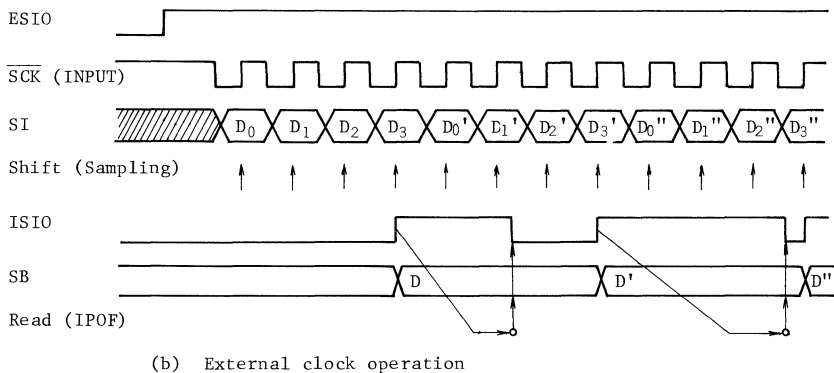 ESIO
SCK (INPUT)
SI D0 D1 D2 D3 D0' D1' D2' D3' D0" D1" D2" D3"
Shift (Sampling)
ISIO
SB D D' D"
Read (IPOF)
(b) External clock operation